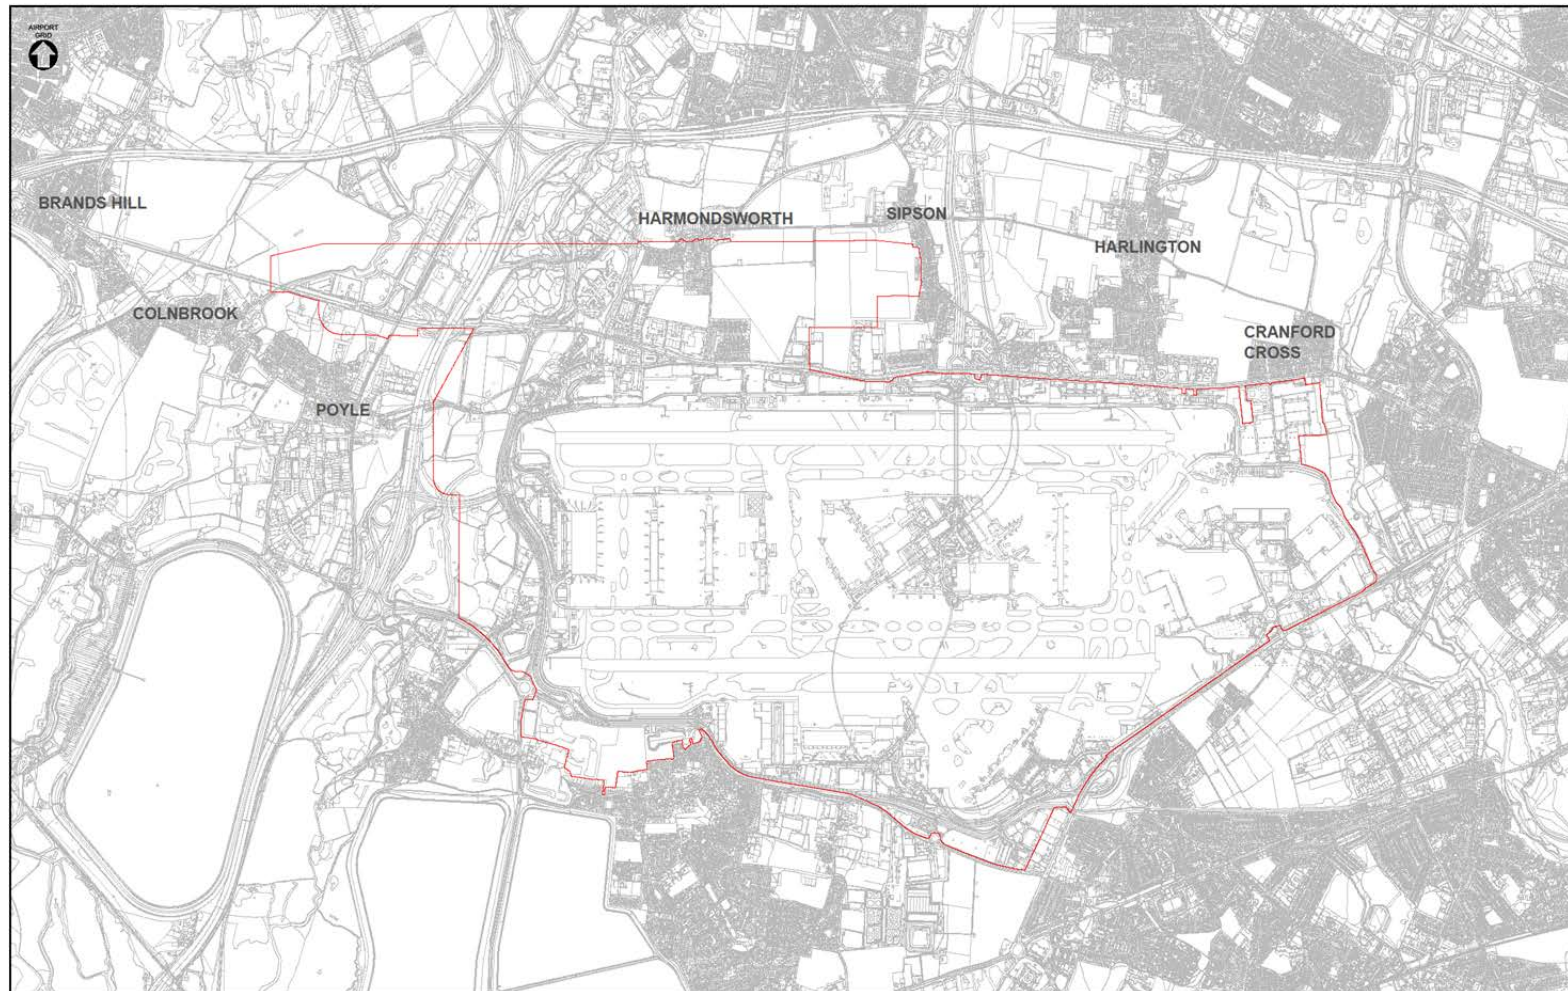 AIRPORT
GRID
BRANDS HILL
HARMONDSWORTH
SIPSON
HARLINGTON
COLNBROOK
CRANFORD
CROSS
POYLE